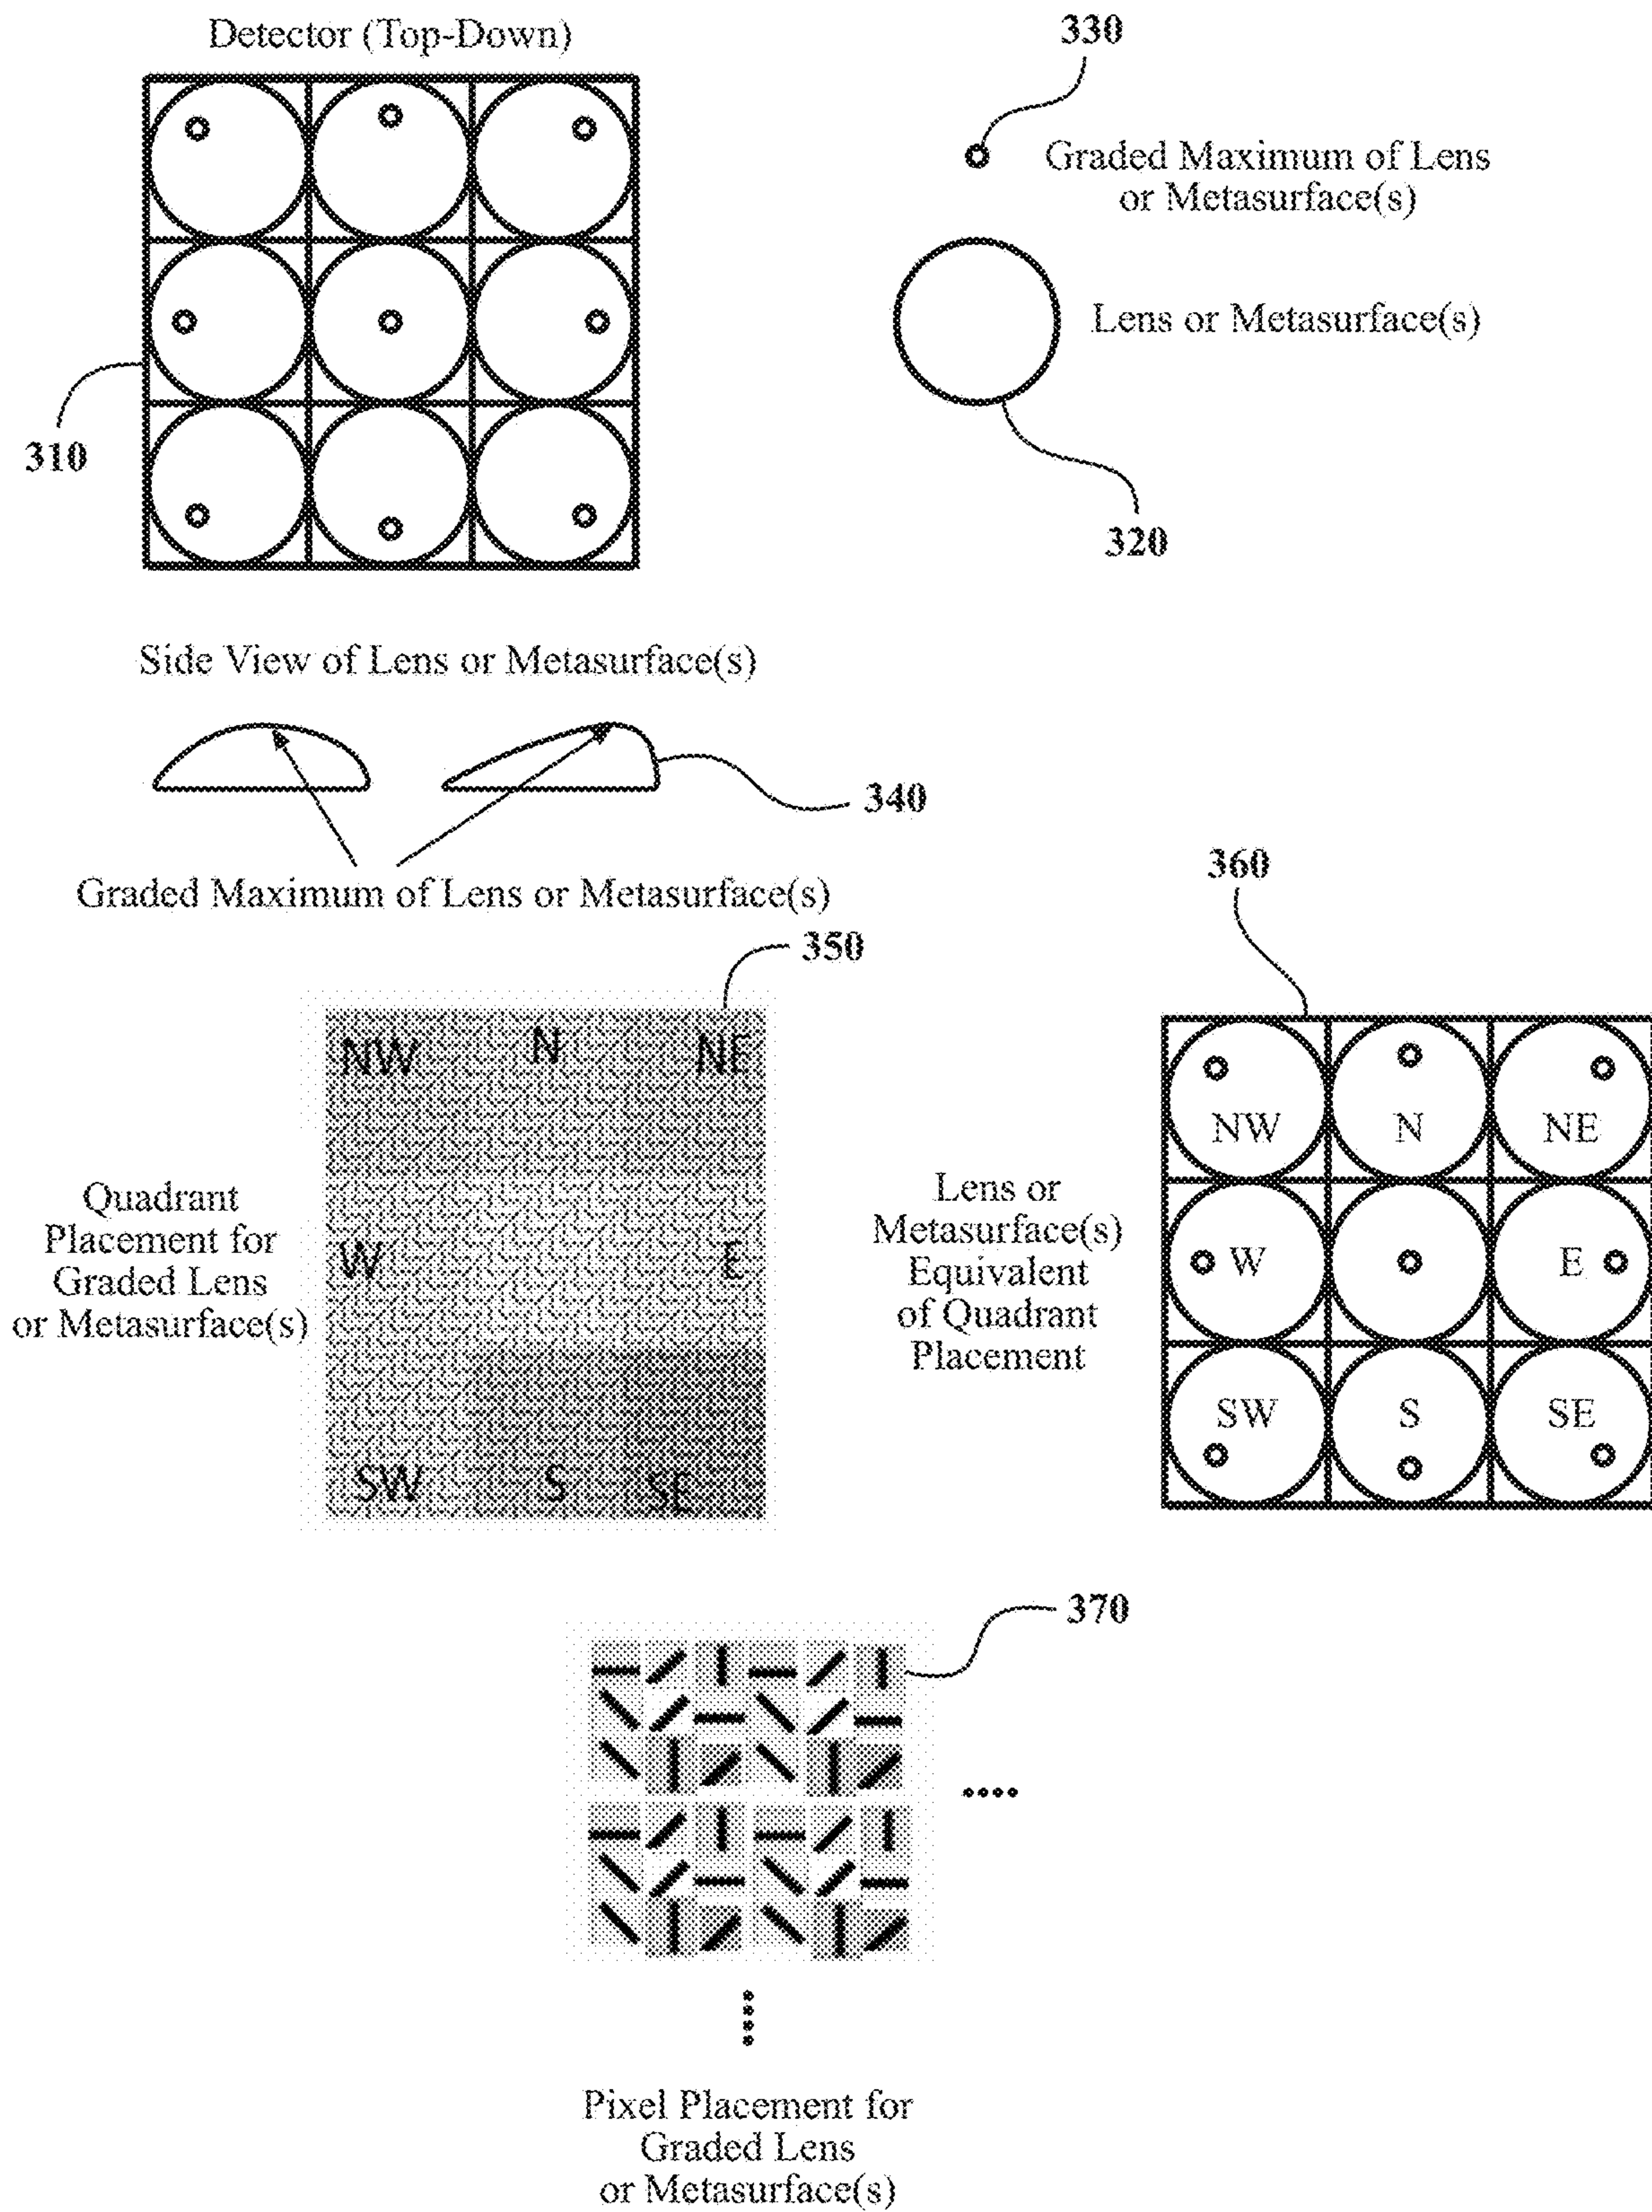 Detector (Top-Down)
330
Graded Maximum of Lens
or Metasurface(s)
Lens or Metasurface(s)
310
320
Side View of Lens or Metasurface(s)
340
Graded Maximum of Lens or Metasurface(s)
350
360
NW N NE
W E
SW S SE
Quadrant
Placement for
Graded Lens
or Metasurface(s)
Lens or
Metasurface(s)
Equivalent
of Quadrant
Placement
NW N NE
W E
SW S SE
370
Pixel Placement for
Graded Lens
or Metasurface(s)